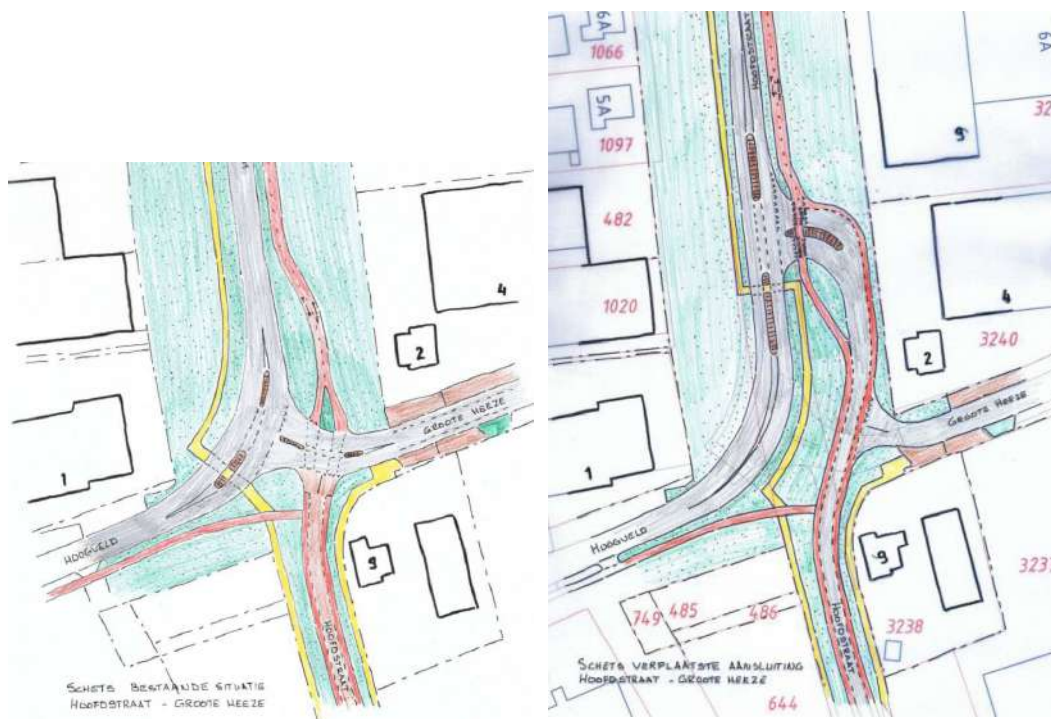 4
2
GROOTE HEEZE
1
HOOGVELD
9
HOOFDSTRAAT
SCHETS BESTAANDE SITUATIE
HOOFDSTRAAT - GROOTE HEEZE
6A
1066
5A
1097
482
1020
HOOFDSTRAAT
6A
9
4
3240
2
GROOTE HEEZE
1
HOOGVELD
9
749 485 486
3238
HOOFDSTRAAT
SCHETS VERPLAATSTE AANSLUITING
HOOFDSTRAAT - GROOTE HEEZE
644